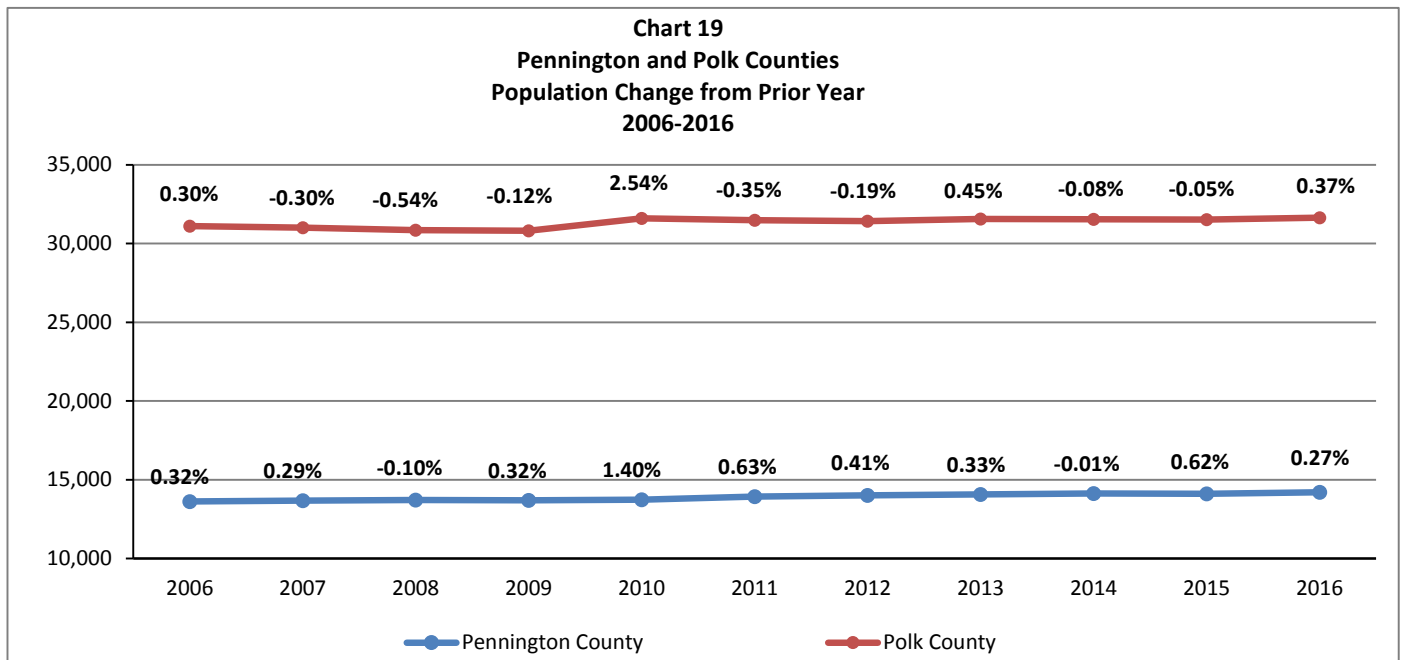 Chart 19
Pennington and Polk Counties
Population Change from Prior Year
2006-2016
35,000
0.30% -0.30% -0.54% -0.12% 2.54% -0.35% -0.19% 0.45% -0.08% -0.05% 0.37%
30,000
25,000
20,000
0.32% 0.29% -0.10% 0.32% 1.40% 0.63% 0.41% 0.33% -0.01% 0.62% 0.27%
15,000
10,000
2006 2007 2008 2009 2010 2011 2012 2013 2014 2015 2016
Pennington County Polk County